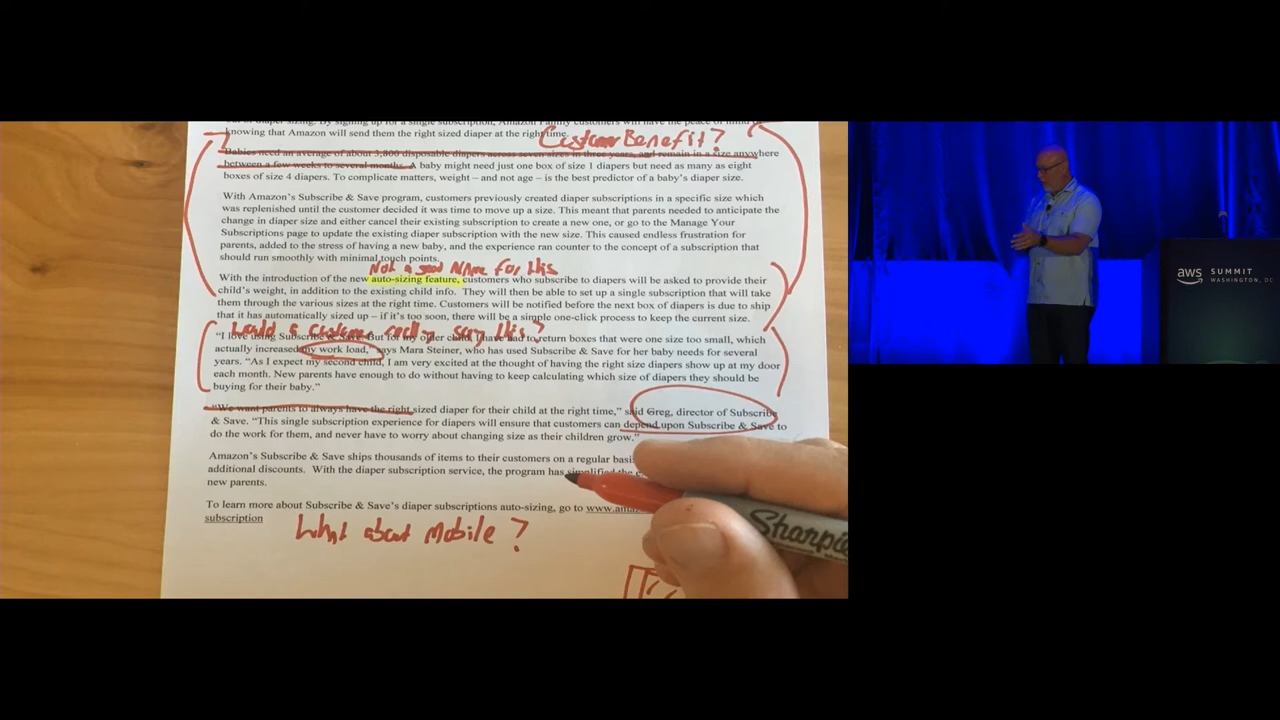 knowing that Amazon will send them the right sized diaper at the right time.
Customer Benefit?
Babies need an average of about 3,800 disposable diapers across seven sizes in three years, and remain in a size anywhere
between a few weeks to several months. A baby might need just one box of size 1 diapers but need as many as eight
boxes of size 4 diapers. To complicate matters, weight – and not age – is the best predictor of a baby's diaper size.
With Amazon's Subscribe & Save program, customers previously created diaper subscriptions in a specific size which
was replenished until the customer decided it was time to move up a size. This meant that parents needed to anticipate the
change in diaper size and either cancel their existing subscription to create a new one, or go to the Manage Your
Subscriptions page to update the existing diaper subscription with the new size. This caused endless frustration for
parents, added to the stress of having a new baby, and the experience ran counter to the concept of a subscription that
should run smoothly with minimal touch points.
Not a good Name for this
With the introduction of the new auto-sizing feature, customers who subscribe to diapers will be asked to provide their
child's weight, in addition to the existing child info. They will then be able to set up a single subscription that will take
them through the various sizes at the right time. Customers will be notified before the next box of diapers is due to ship
that it has automatically sized up – if it's too soon, there will be a simple one-click process to keep the current size.
Would a customer really say this?
"I love using Subscribe & Save. But for my older child, I have had to return boxes that were one size too small, which
actually increased my work load," says Mara Steiner, who has used Subscribe & Save for her baby needs for several
years. "As I expect my second child, I am very excited at the thought of having the right size diapers show up at my door
each month. New parents have enough to do without having to keep calculating which size of diapers they should be
buying for their baby."
"We want parents to always have the right sized diaper for their child at the right time," said Greg, director of Subscribe
& Save. "This single subscription experience for diapers will ensure that customers can depend upon Subscribe & Save to
do the work for them, and never have to worry about changing size as their children grow."
Amazon's Subscribe & Save ships thousands of items to their customers on a regular
additional discounts. With the diaper subscription service, the program has simplified the
new parents.
To learn more about Subscribe & Save's diaper subscriptions auto-sizing, go to
subscription
What about Mobile?
Sharpie
aws SUMMIT
WASHINGTON, DC